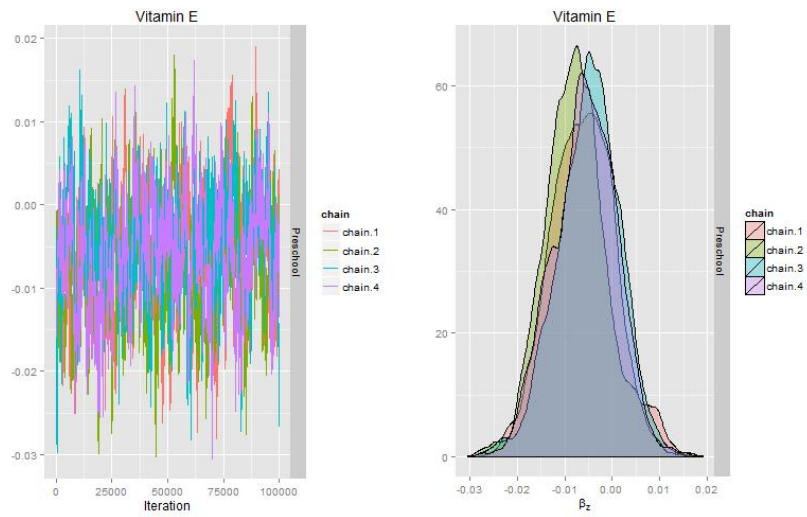 Vitamin E
0.02
0.01
0.00
-0.01
-0.02
-0.03
0
25000
50000
75000
100000
Iteration
Preschool
chain
chain.1
chain.2
chain.3
chain.4
Vitamin E
60
40
20
0
-0.03
-0.02
-0.01
0.00
0.01
0.02
βz
Preschool
chain
chain.1
chain.2
chain.3
chain.4